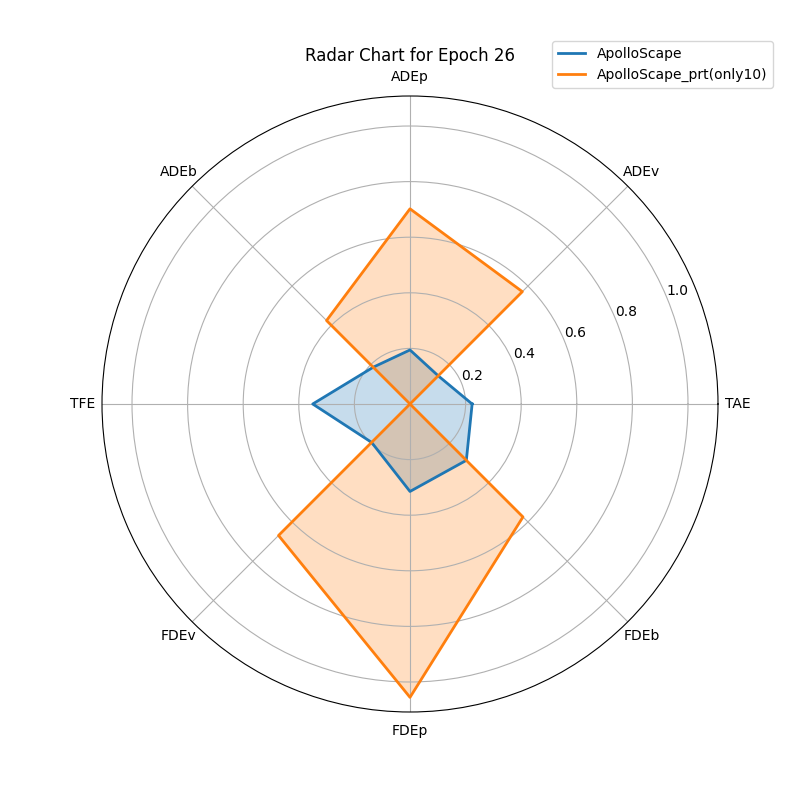 Radar Chart for Epoch 26
ApolloScape
ApolloScape_prt(only10)
ADEp
ADEb
ADEv
1.0
0.8
0.6
0.4
0.2
TFE
TAE
FDEv
FDEb
FDEp